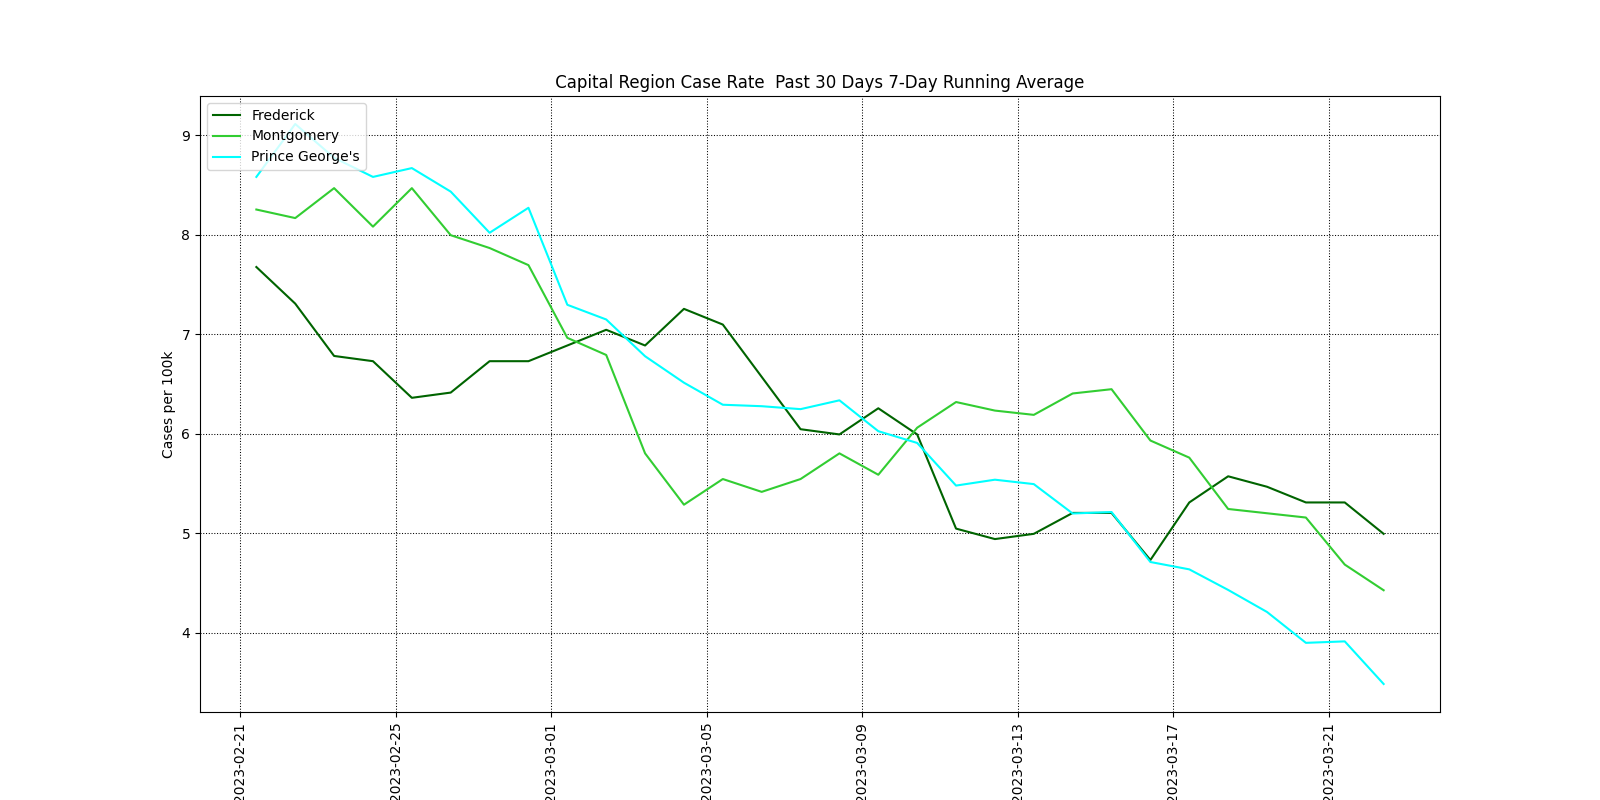 Capital Region Case Rate  Past 30 Days 7-Day Running Average
Frederick
Montgomery
Prince George's
9
8
7
6
5
4
Cases per 100k
2023-02-21
2023-02-25
2023-03-01
2023-03-05
2023-03-09
2023-03-13
2023-03-17
2023-03-21